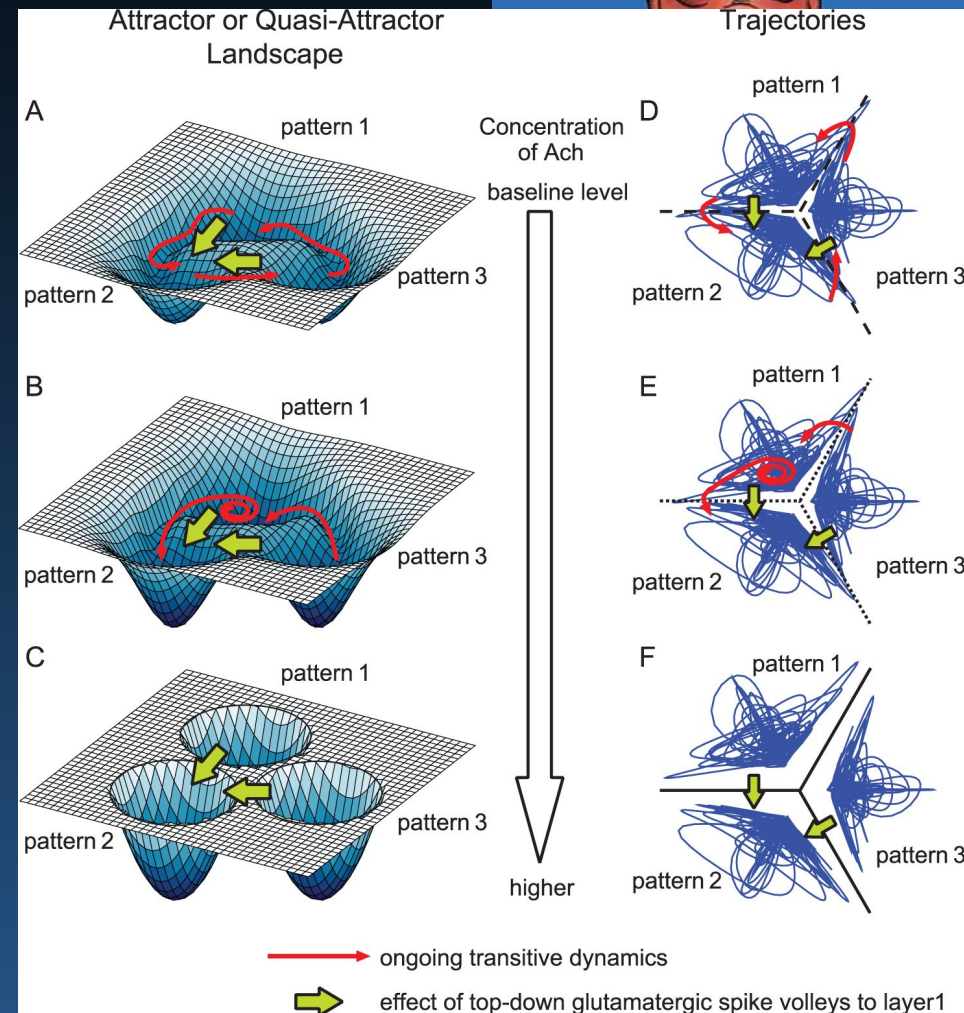 Attractor or Quasi-Attractor
Landscape
Trajectories
A
pattern 1
pattern 2
pattern 3
Concentration
of Ach
baseline level
D
pattern 1
pattern 2
pattern 3
B
pattern 1
pattern 2
pattern 3
E
pattern 1
pattern 2
pattern 3
C
pattern 1
pattern 2
pattern 3
higher
F
pattern 1
pattern 2
pattern 3
ongoing transitive dynamics
effect of top-down glutamatergic spike volleys to layer1